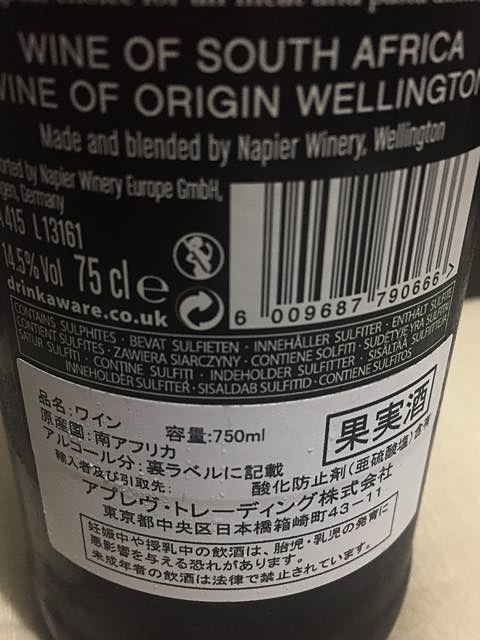 WINE OF SOUTH AFRICA
WINE OF ORIGIN WELLINGTON
Made and blended by Napier Winery, Wellington
ported by Napier Winery Europe GmbH,
gen, Germany
A415 L13161
14.5% Vol 75 cl e
drinkaware.co.uk
6 009687 790666 >
CONTAINS SULPHITES · BEVAT SULFIETEN · INNEHÅLLER SULFITER · ENTHÄLT SULFITE
CONTIENT SULFITES · ZAWIERA SIARCZYNY · CONTIENE SOLFITI · SUDETYJE YRA SULFITAI
SATUR SULFĪTI · CONTINE SULFITI · INDEHOLDER SULFITTER · SISÄLTÄÄ SULFIITTEJA
INNEHOLDER SULFITER · SISALDAB SULFITID · CONTIENE SULFITOS
品名:ワイン 容量:750ml
原産国:南アフリカ
果実酒
アルコール分:裏ラベルに記載
酸化防止剤(亜硫酸塩)含有
輸入者及び引取先:
アプレヴ・トレーディング株式会社
東京都中央区日本橋箱崎町43-11
妊娠中や授乳中の飲酒は、胎児・乳児の発育に
悪影響を与える恐れがあります。
未成年者の飲酒は法律で禁止されています。